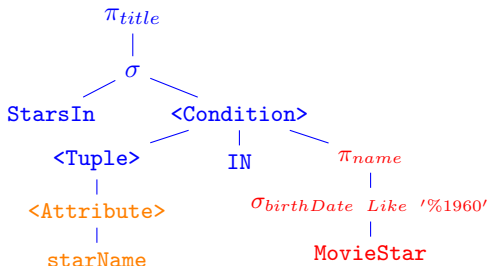 π_title
σ
StarsIn <Condition>
<Tuple> IN π_name
<Attribute> σ_birthDate Like '%1960'
starName MovieStar